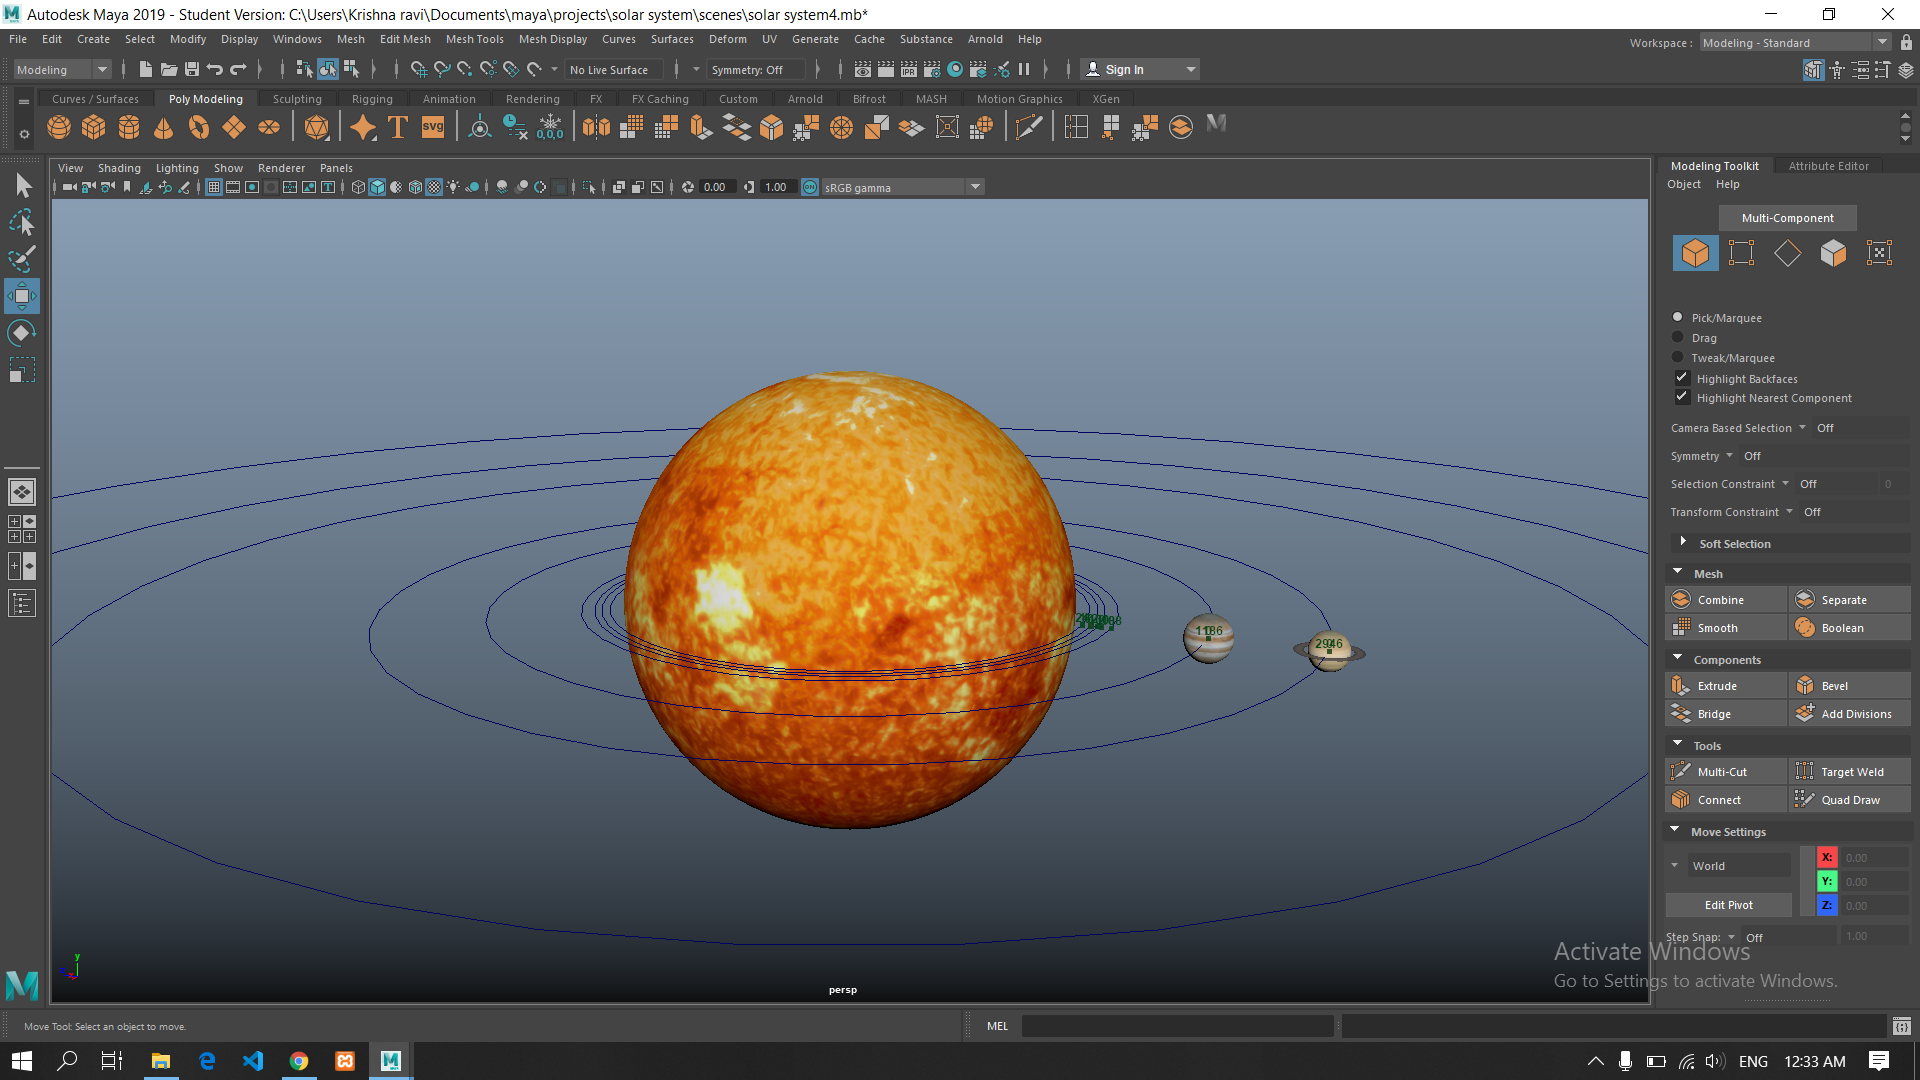 Autodesk Maya 2019 - Student Version: C:\Users\Krishna ravi\Documents\maya\projects\solar system\scenes\solar system4.mb*
File Edit Create Select Modify Display Windows Mesh Edit Mesh Mesh Tools Mesh Display Curves Surfaces Deform UV Generate Cache Substance Arnold Help
Workspace : Modeling - Standard
Modeling No Live Surface Symmetry: Off Sign In
Curves / Surfaces Poly Modeling Sculpting Rigging Animation Rendering FX FX Caching Custom Arnold Bifrost MASH Motion Graphics XGen
T SVG 0,0,0 M
View Shading Lighting Show Renderer Panels
0.00 1.00 ON sRGB gamma
Modeling Toolkit Attribute Editor
Object Help
Multi-Component
Pick/Marquee
Drag
Tweak/Marquee
Highlight Backfaces
Highlight Nearest Component
Camera Based Selection Off
Symmetry Off
Selection Constraint Off 0
Transform Constraint Off
Soft Selection
Mesh
Combine Separate
Smooth Boolean
Components
Extrude Bevel
Bridge Add Divisions
Tools
Multi-Cut Target Weld
Connect Quad Draw
Move Settings
World X: 0.00
Y: 0.00
Edit Pivot Z: 0.00
Step Snap: Off 1.00
1186
2946
y
persp
Activate Windows
Go to Settings to activate Windows.
Move Tool: Select an object to move.
MEL
ENG 12:33 AM